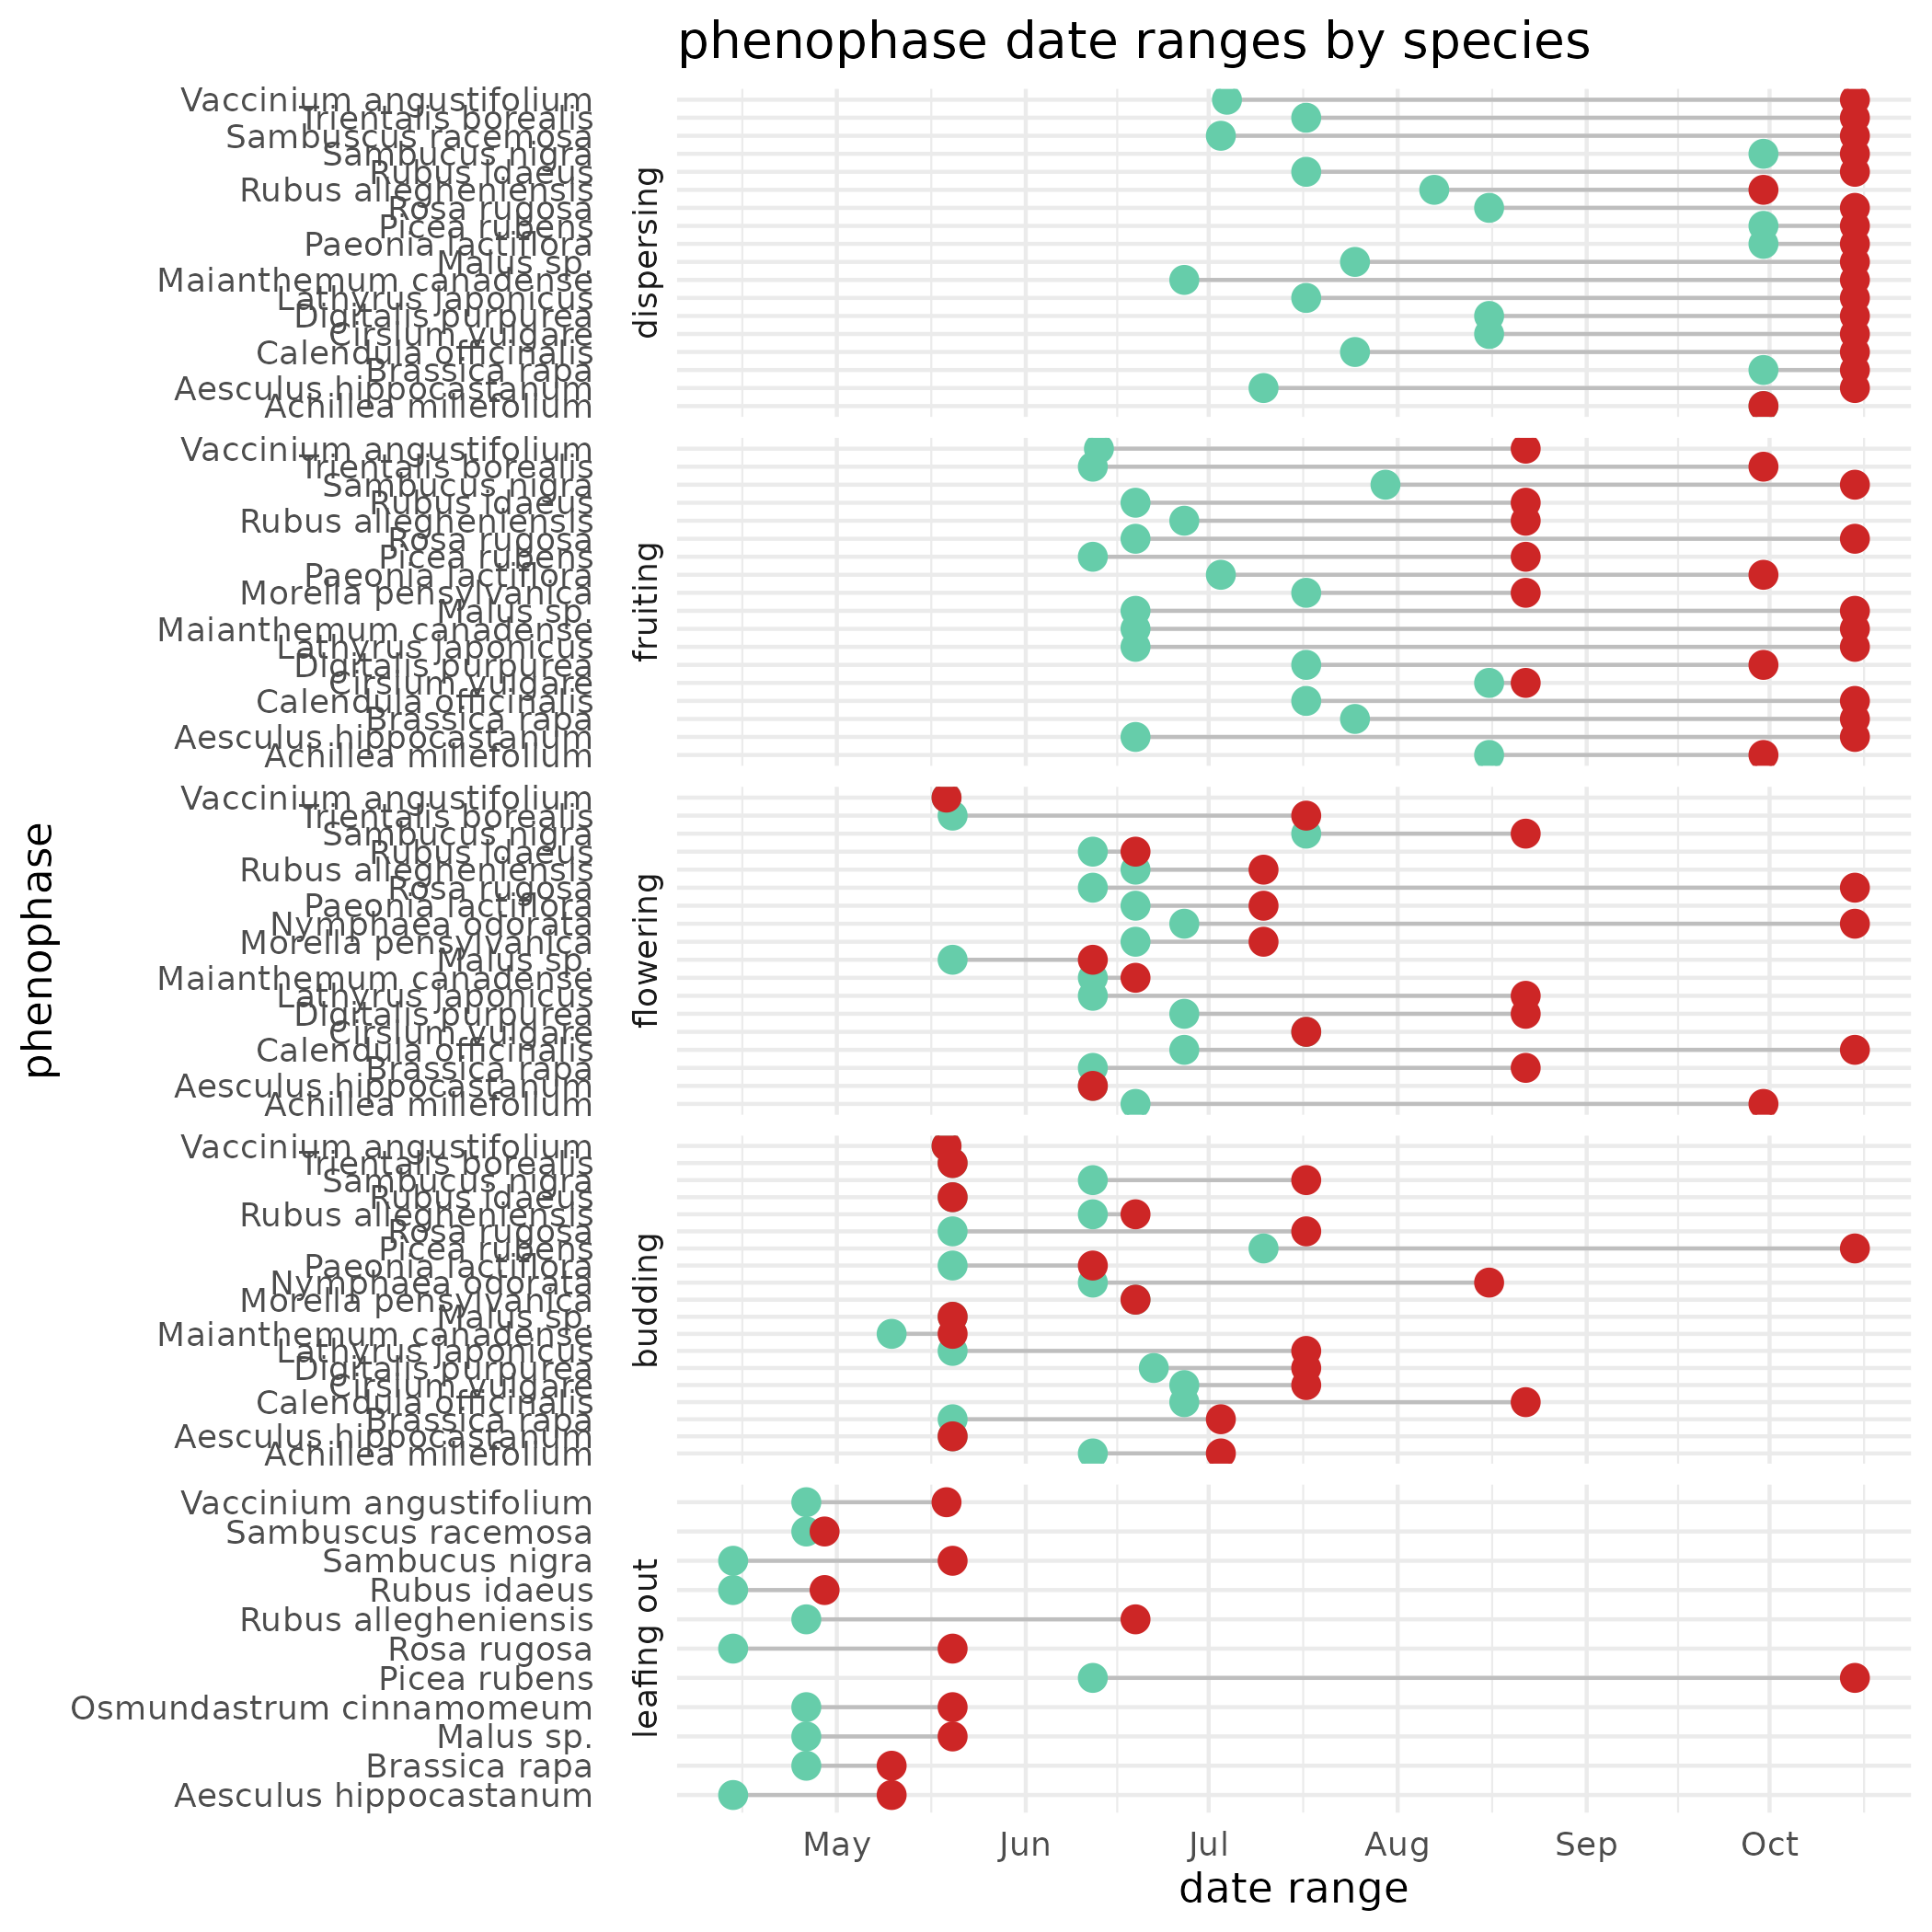 phenophase date ranges by species
phenophase
dispersing
Vaccinium angustifolium
Trientalis borealis
Sambuscus racemosa
Sambucus nigra
Rubus idaeus
Rubus allegheniensis
Rosa rugosa
Picea rubens
Paeonia lactiflora
Malus sp.
Maianthemum canadense
Lathyrus japonicus
Digitalis purpurea
Cirsium vulgare
Calendula officinalis
Brassica rapa
Aesculus hippocastanum
Achillea millefolium
fruiting
Vaccinium angustifolium
Trientalis borealis
Sambucus nigra
Rubus idaeus
Rubus allegheniensis
Rosa rugosa
Picea rubens
Paeonia lactiflora
Morella pensylvanica
Malus sp.
Maianthemum canadense
Lathyrus japonicus
Digitalis purpurea
Cirsium vulgare
Calendula officinalis
Brassica rapa
Aesculus hippocastanum
Achillea millefolium
flowering
Vaccinium angustifolium
Trientalis borealis
Sambucus nigra
Rubus idaeus
Rubus allegheniensis
Rosa rugosa
Paeonia lactiflora
Nymphaea odorata
Morella pensylvanica
Malus sp.
Maianthemum canadense
Lathyrus japonicus
Digitalis purpurea
Cirsium vulgare
Calendula officinalis
Brassica rapa
Aesculus hippocastanum
Achillea millefolium
budding
Vaccinium angustifolium
Trientalis borealis
Sambucus nigra
Rubus idaeus
Rubus allegheniensis
Rosa rugosa
Picea rubens
Paeonia lactiflora
Nymphaea odorata
Morella pensylvanica
Malus sp.
Maianthemum canadense
Lathyrus japonicus
Digitalis purpurea
Cirsium vulgare
Calendula officinalis
Brassica rapa
Aesculus hippocastanum
Achillea millefolium
leafing out
Vaccinium angustifolium
Sambuscus racemosa
Sambucus nigra
Rubus idaeus
Rubus allegheniensis
Rosa rugosa
Picea rubens
Osmundastrum cinnamomeum
Malus sp.
Brassica rapa
Aesculus hippocastanum
May Jun Jul Aug Sep Oct
date range